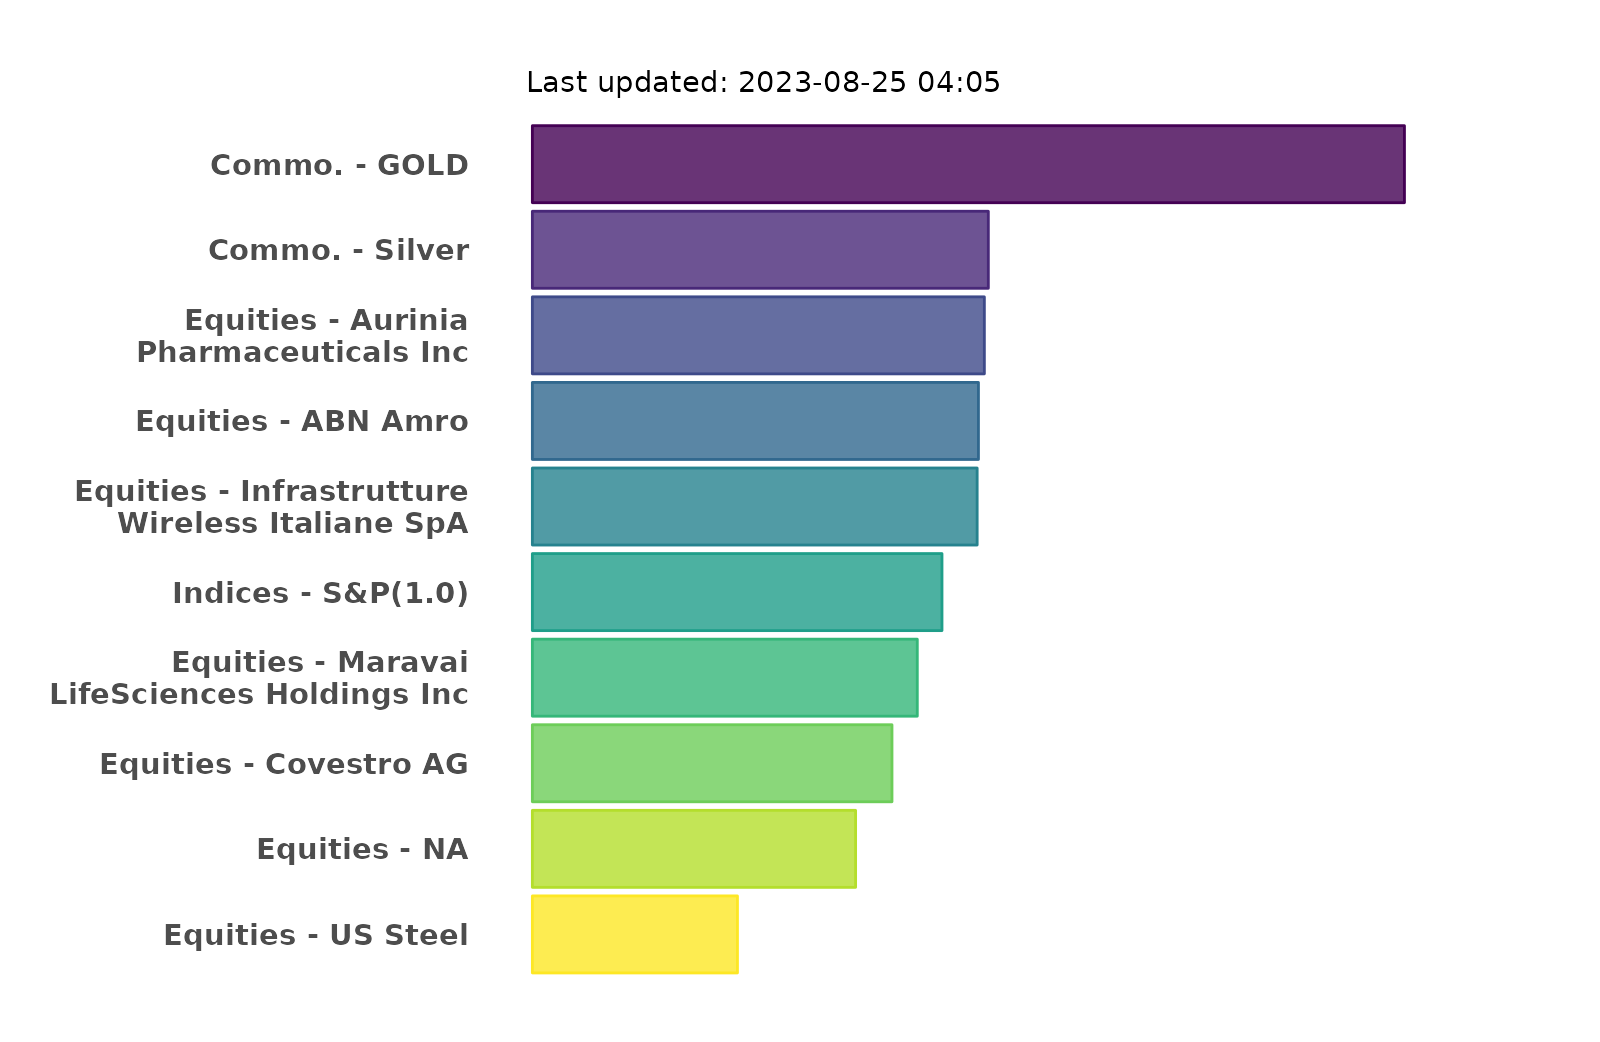 Last updated: 2023-08-25 04:05
Commo. - GOLD
Commo. - Silver
Equities - Aurinia
Pharmaceuticals Inc
Equities - ABN Amro
Equities - Infrastrutture
Wireless Italiane SpA
Indices - S&P(1.0)
Equities - Maravai
LifeSciences Holdings Inc
Equities - Covestro AG
Equities - NA
Equities - US Steel